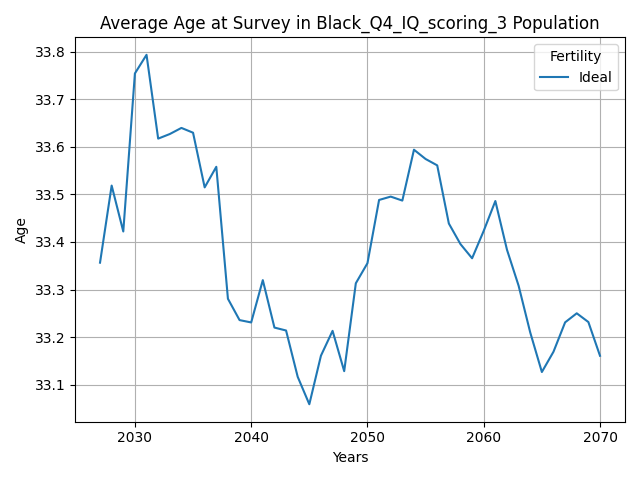 Average Age at Survey in Black_Q4_IQ_scoring_3 Population
Fertility
Ideal
33.8
33.7
33.6
33.5
33.4
33.3
33.2
33.1
Age
2030 2040 2050 2060 2070
Years